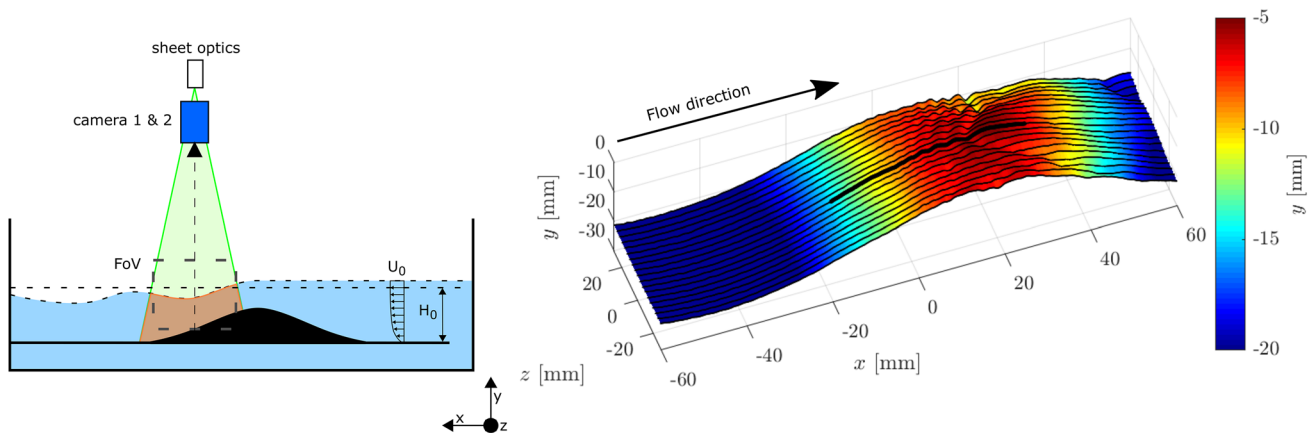 sheet optics
camera 1 & 2
FoV
U₀
H₀
y
x
z
Flow direction
0
-10
-20
-30
y [mm]
20
0
-20
z [mm]
-60
-40
-20
0
20
40
60
x [mm]
-5
-10
-15
-20
y [mm]